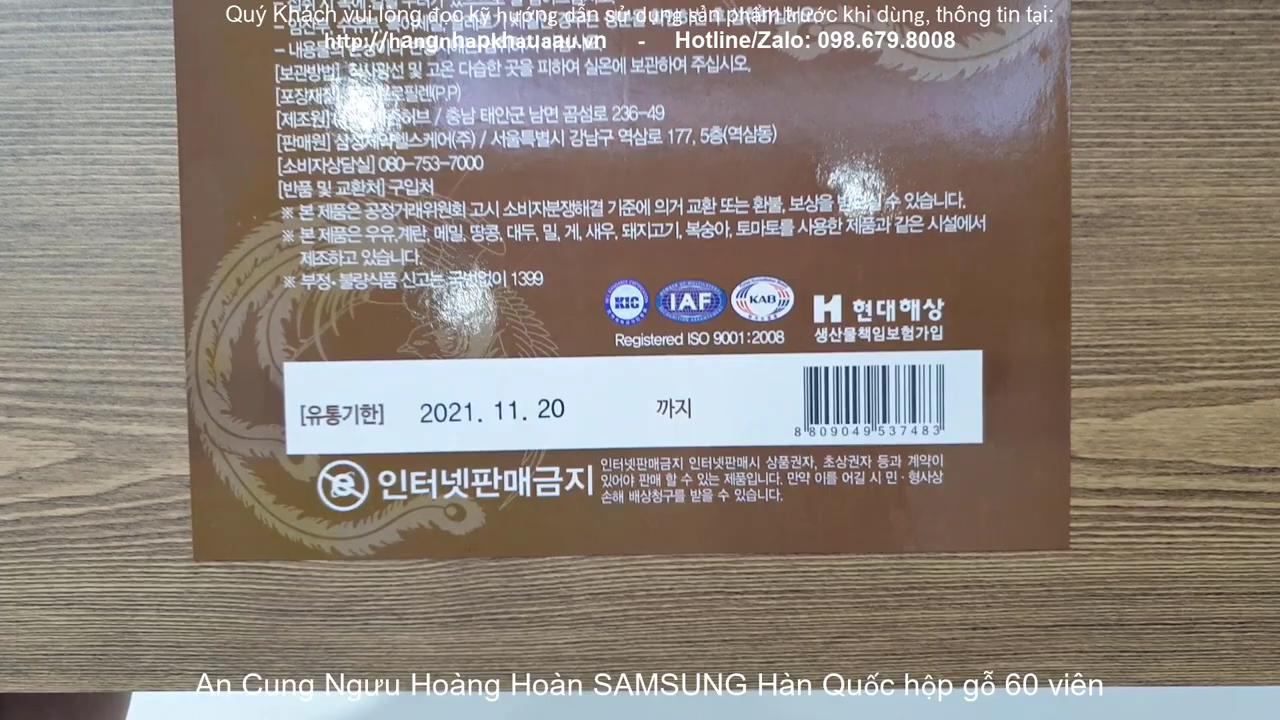 Quý Khách vui lòng đọc kỹ hướng dẫn sử dụng sản phẩm trước khi dùng, thông tin tại:
http://hangnhapkhauaau.vn - Hotline/Zalo: 098.679.8008
[보관방법] 직사광선 및 고온 다습한 곳을 피하여 실온에 보관하여 주십시오.
[포장재질]
[제조원] / 충남 태안군 남면 곰섬로 236-49
[판매원] 삼성제약헬스케어(주) / 서울특별시 강남구 역삼로 177, 5층(역삼동)
[소비자상담실] 080-753-7000
[반품 및 교환처] 구입처
※ 본 제품은 공정거래위원회 고시 소비자분쟁해결 기준에 의거 교환 또는 환불, 보상을 수 있습니다.
※ 본 제품은 우유,계란, 메밀, 땅콩, 대두, 밀, 게, 새우, 돼지고기, 복숭아, 토마토를 사용한 제품과 같은 시설에서
제조하고 있습니다.
※ 부정·불량식품 신고는 국번없이 1399
KIC IAF KAB
Registered ISO 9001:2008
H 현대해상
생산물책임보험가입
[유통기한] 2021. 11. 20 까지
8 809049 537483
인터넷판매금지
인터넷판매금지 인터넷판매시 상품권자, 초상권자 등과 계약이
있어야 판매 할 수 있는 제품입니다. 만약 이를 어길 시 민·형사상
손해 배상청구를 받을 수 있습니다.
An Cung Ngưu Hoàng Hoàn SAMSUNG Hàn Quốc hộp gỗ 60 viên